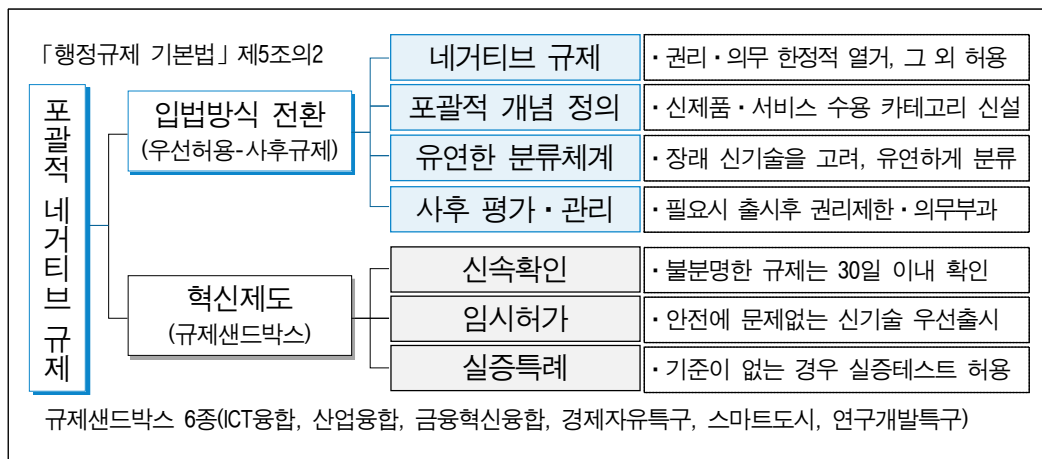 「행정규제 기본법」 제5조의2
포괄적 네거티브 규제
입법방식 전환
(우선허용-사후규제)
네거티브 규제
·권리·의무 한정적 열거, 그 외 허용
포괄적 개념 정의
·신제품·서비스 수용 카테고리 신설
유연한 분류체계
·장래 신기술을 고려, 유연하게 분류
사후 평가·관리
·필요시 출시후 권리제한·의무부과
혁신제도
(규제샌드박스)
신속확인
·불분명한 규제는 30일 이내 확인
임시허가
·안전에 문제없는 신기술 우선출시
실증특례
·기준이 없는 경우 실증테스트 허용
규제샌드박스 6종(ICT융합, 산업융합, 금융혁신융합, 경제자유특구, 스마트도시, 연구개발특구)